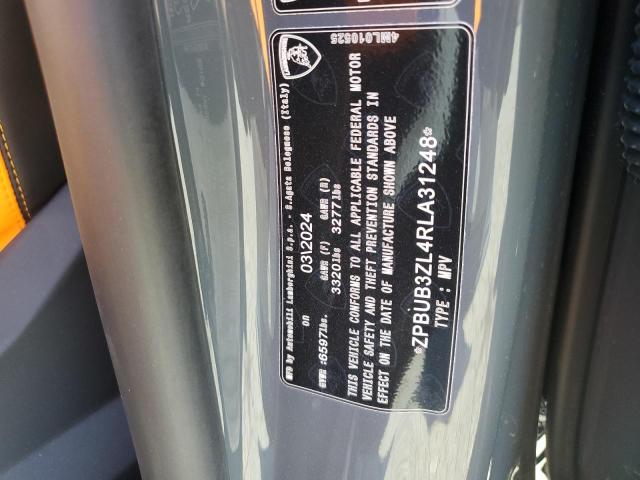 4ML010525
MFD by Automobili Lamborghini S.p.a. - S.Agata Bolognese (Italy)
on 03\2024
GAWR (F) GAWR (R)
GVWR :6597lbs. 3320lbs 3277lbs
THIS VEHICLE CONFORMS TO ALL APPLICABLE FEDERAL MOTOR
VEHICLE SAFETY AND THEFT PREVENTION STANDARDS IN
EFFECT ON THE DATE OF MANUFACTURE SHOWN ABOVE
*ZPBUB3ZL4RLA31248*
TYPE : MPV